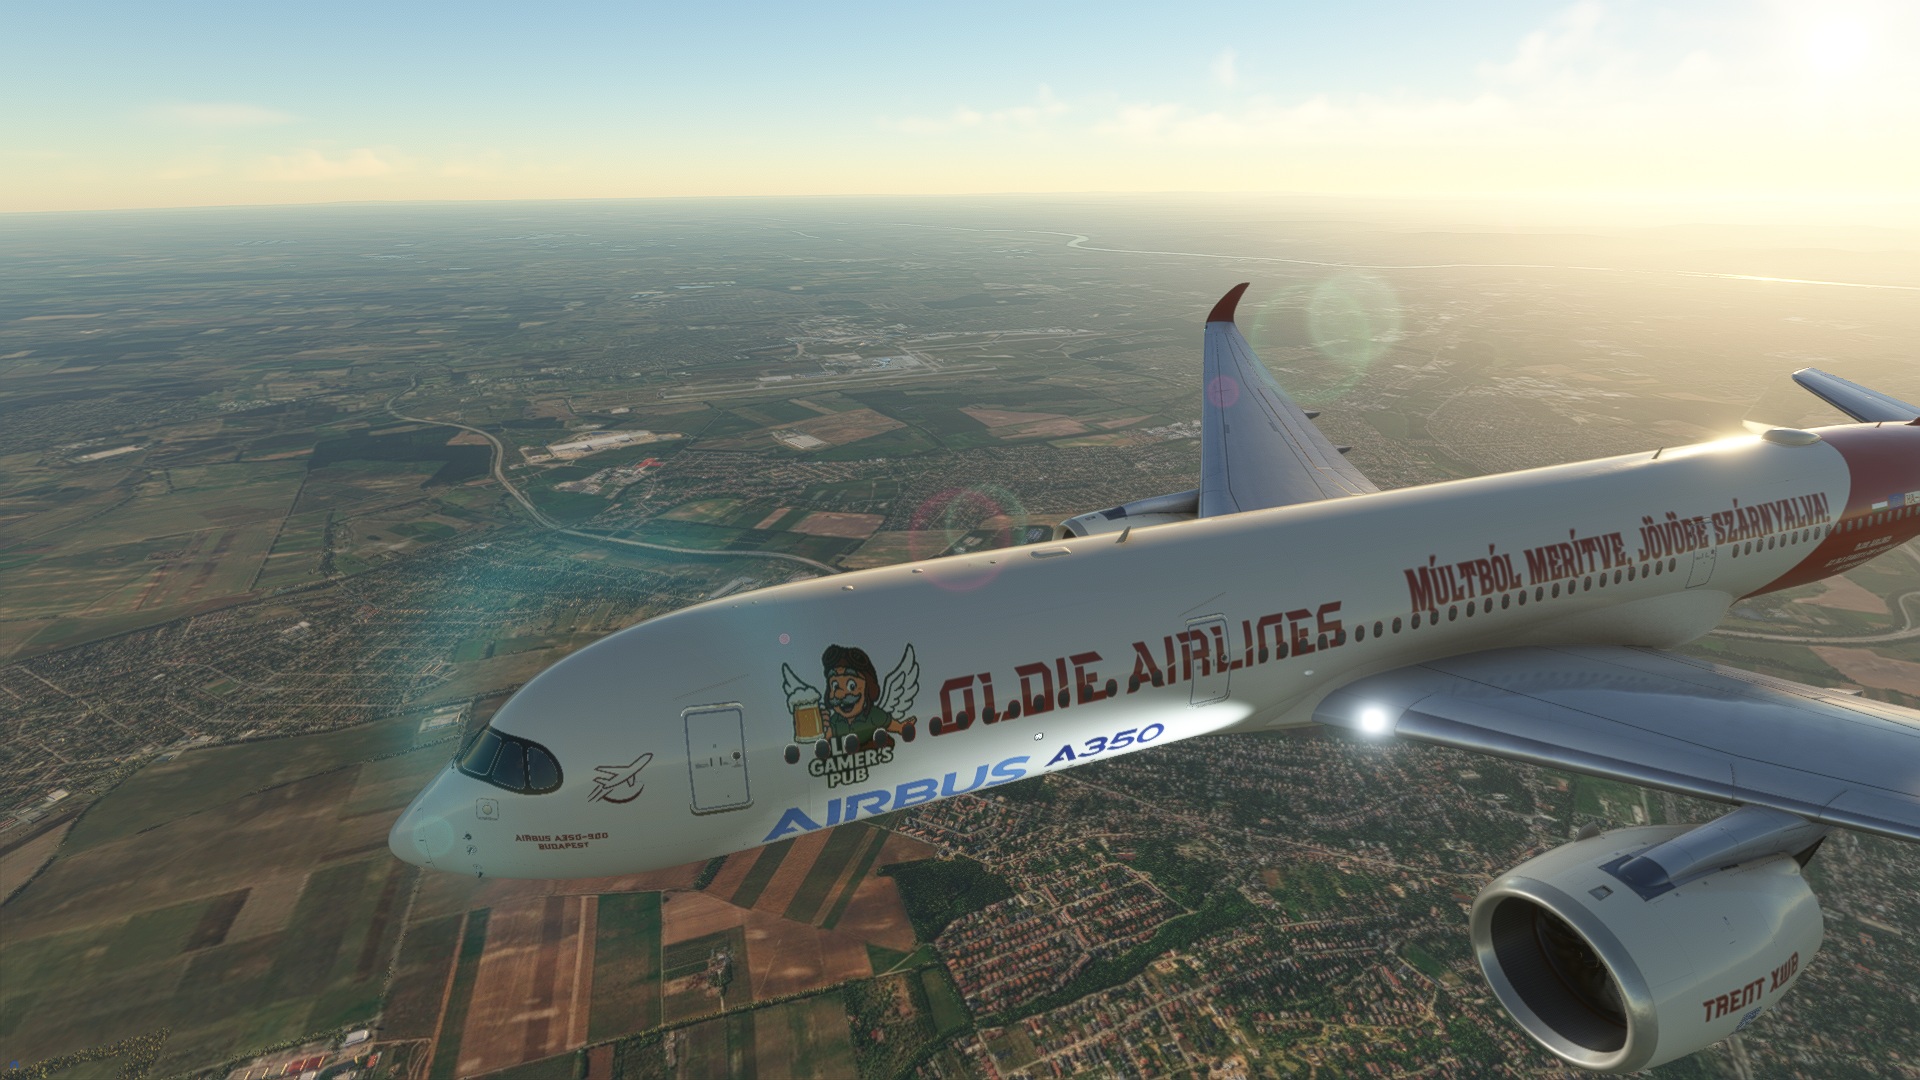 MÚLTBÓL MERÍTVE, JÖVŐBE SZÁRNYALVA!
OLDIE AIRLINES
GAMER'S
PUB
AIRBUS A350
AIRBUS A350-900
BUDAPEST
TRENT XWB